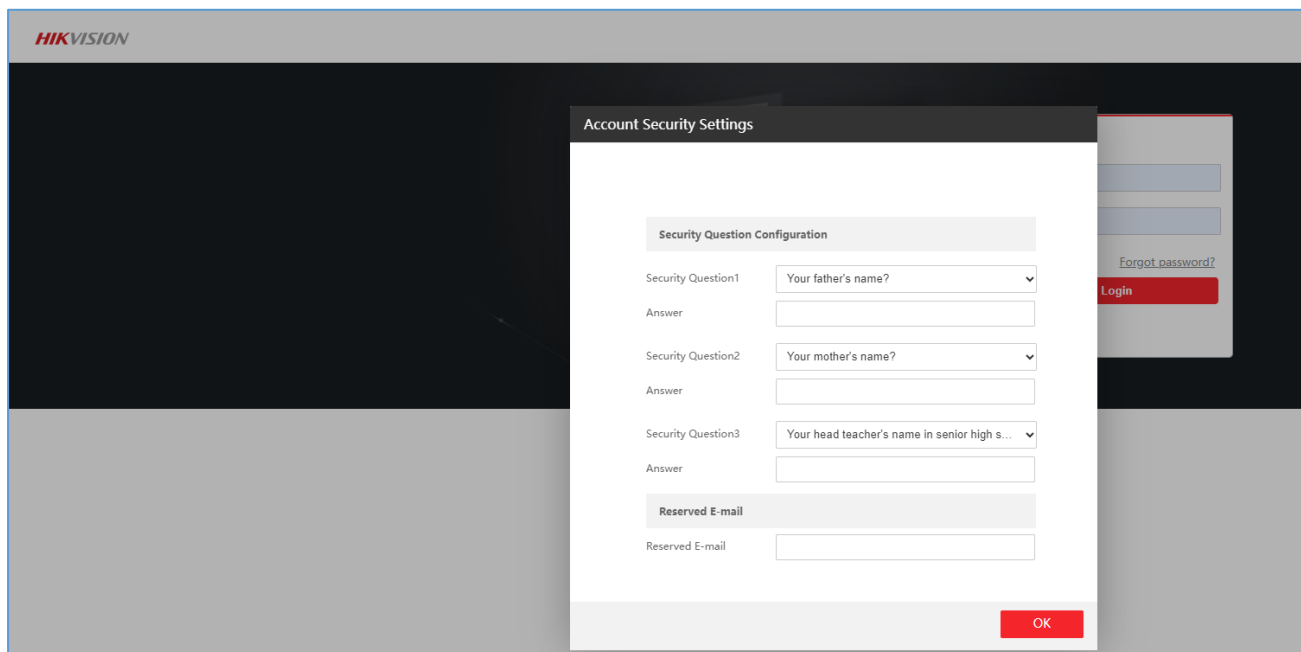 HIKVISION
Account Security Settings
Security Question Configuration
Security Question1 Your father's name?
Answer
Security Question2 Your mother's name?
Answer
Security Question3 Your head teacher's name in senior high s...
Answer
Reserved E-mail
Reserved E-mail
OK
Forgot password?
Login